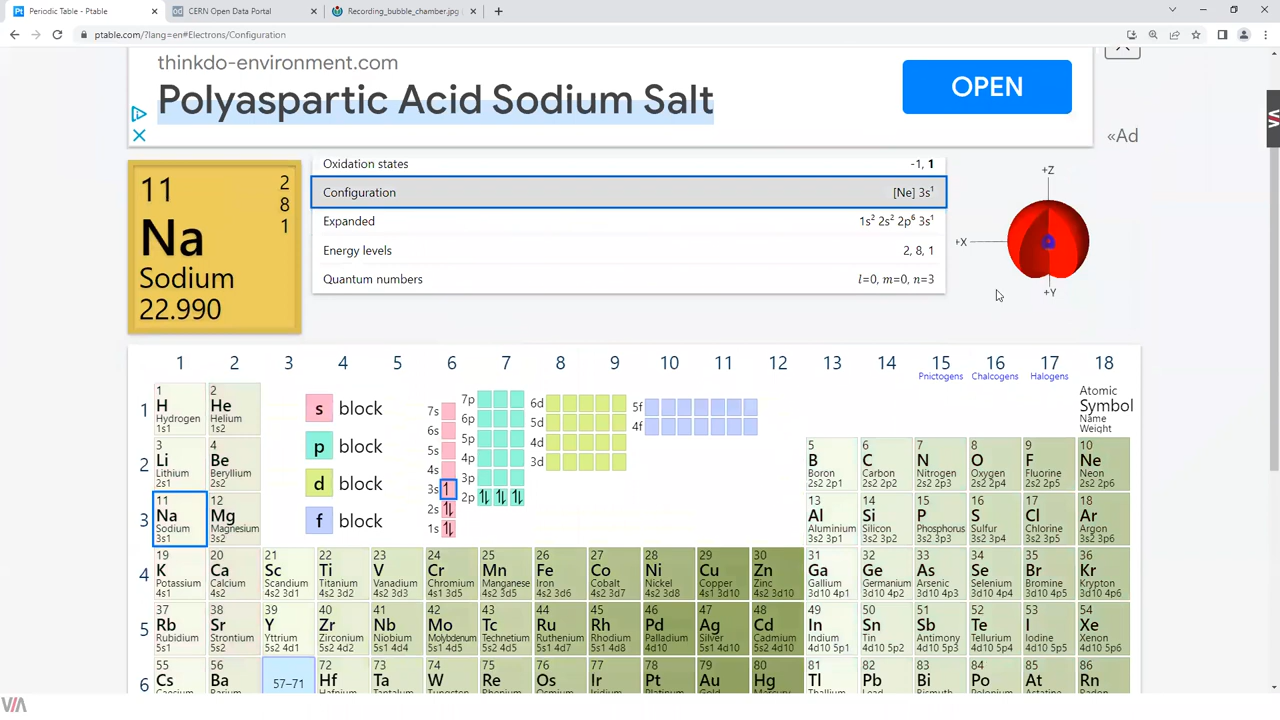 Periodic Table - Ptable
CERN Open Data Portal
Recording_bubble_chamber.jpg
ptable.com/?lang=en#Electrons/Configuration
thinkdo-environment.com
Polyaspartic Acid Sodium Salt
OPEN
«Ad
11
2
8
1
Na
Sodium
22.990
Oxidation states -1, 1
Configuration [Ne] 3s¹
Expanded 1s² 2s² 2p⁶ 3s¹
Energy levels 2, 8, 1
Quantum numbers l=0, m=0, n=3
+Z
+X
+Y
1 2 3 4 5 6 7 8 9 10 11 12 13 14 15 16 17 18
Pnictogens Chalcogens Halogens
s block
p block
d block
f block
7s
6s
5s
4s
3s
2s
1s
7p
6p
5p
4p
3p
2p
6d
5d
4d
3d
5f
4f
Atomic
Symbol
Name
Weight
1
1 2
H He
Hydrogen Helium
1s1 1s2
2
3 4 5 6 7 8 9 10
Li Be B C N O F Ne
Lithium Beryllium Boron Carbon Nitrogen Oxygen Fluorine Neon
2s1 2s2 2s2 2p1 2s2 2p2 2s2 2p3 2s2 2p4 2s2 2p5 2s2 2p6
3
11 12 13 14 15 16 17 18
Na Mg Al Si P S Cl Ar
Sodium Magnesium Aluminium Silicon Phosphorus Sulfur Chlorine Argon
3s1 3s2 3s2 3p1 3s2 3p2 3s2 3p3 3s2 3p4 3s2 3p5 3s2 3p6
4
19 20 21 22 23 24 25 26 27 28 29 30 31 32 33 34 35 36
K Ca Sc Ti V Cr Mn Fe Co Ni Cu Zn Ga Ge As Se Br Kr
Potassium Calcium Scandium Titanium Vanadium Chromium Manganese Iron Cobalt Nickel Copper Zinc Gallium Germanium Arsenic Selenium Bromine Krypton
4s1 4s2 4s2 3d1 4s2 3d2 4s2 3d3 4s1 3d5 4s2 3d5 4s2 3d6 4s2 3d7 4s2 3d8 4s1 3d10 4s2 3d10 4s2 3d10 4p1 4s2 3d10 4p2 4s2 3d10 4p3 4s2 3d10 4p4 4s2 3d10 4p5 4s2 3d10 4p6
5
37 38 39 40 41 42 43 44 45 46 47 48 49 50 51 52 53 54
Rb Sr Y Zr Nb Mo Tc Ru Rh Pd Ag Cd In Sn Sb Te I Xe
Rubidium Strontium Yttrium Zirconium Niobium Molybdenum Technetium Ruthenium Rhodium Palladium Silver Cadmium Indium Tin Antimony Tellurium Iodine Xenon
5s1 5s2 5s2 4d1 5s2 4d2 5s1 4d4 5s1 4d5 5s2 4d5 5s1 4d7 5s1 4d8 4d10 5s1 4d10 5s2 4d10 4d10 5s2 5p1 4d10 5s2 5p2 4d10 5s2 5p3 4d10 5s2 5p4 4d10 5s2 5p5 4d10 5s2 5p6
6
55 56 57–71 72 73 74 75 76 77 78 79 80 81 82 83 84 85 86
Cs Ba Hf Ta W Re Os Ir Pt Au Hg Tl Pb Bi Po At Rn
VIA